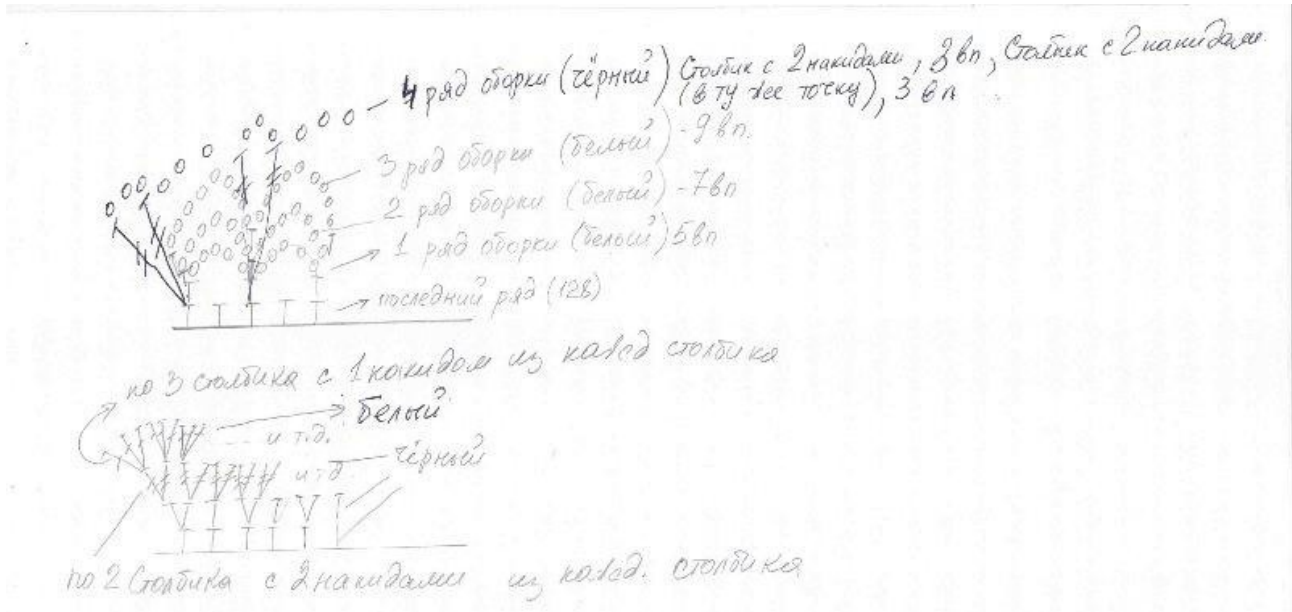 4 ряд оборки (чёрный) Столбик с 2 накидами, 3 вп, Столбик с 2 накидами
(в ту же точку), 3 вп
3 ряд оборки (белый) - 9 вп.
2 ряд оборки (белый) - 7 вп
1 ряд оборки (белый) 5 вп
последний ряд (128)
по 3 столбика с 1 накидом из кажд столбика
белый
и т.д.
чёрный
и т.д
по 2 Столбика с 2 накидами из кажд. столбика